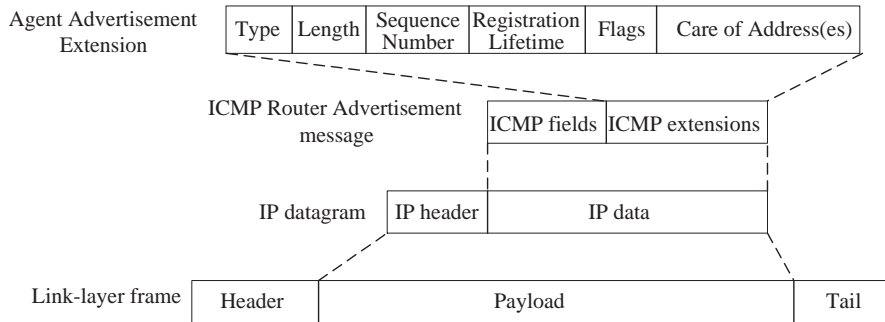 Agent Advertisement
Extension
Type
Length
Sequence
Number
Registration
Lifetime
Flags
Care of Address(es)
ICMP Router Advertisement
message
ICMP fields
ICMP extensions
IP datagram
IP header
IP data
Link-layer frame
Header
Payload
Tail